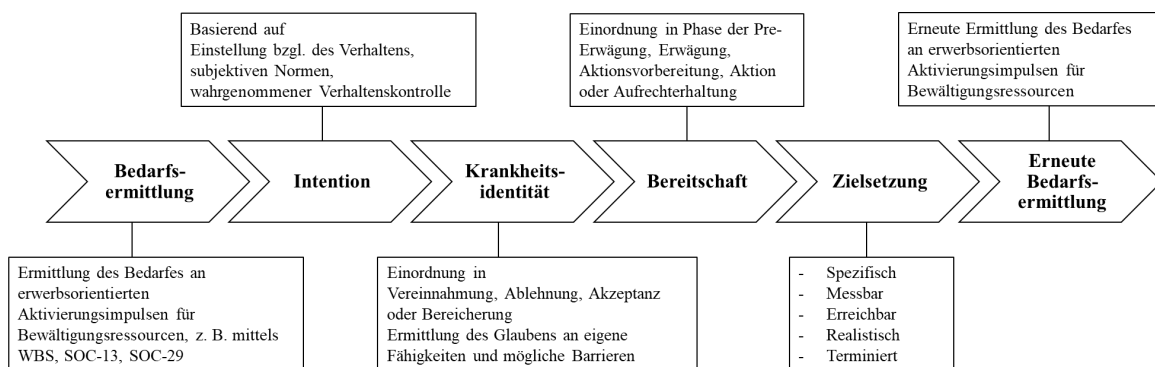 Basierend auf
Einstellung bzgl. des Verhaltens,
subjektiven Normen,
wahrgenommener Verhaltenskontrolle
Einordnung in Phase der Pre-
Erwägung, Erwägung,
Aktionsvorbereitung, Aktion
oder Aufrechterhaltung
Erneute Ermittlung des Bedarfes
an erwerbsorientierten
Aktivierungsimpulsen für
Bewältigungsressourcen
Bedarfs-
ermittlung
Intention
Krankheits-
identität
Bereitschaft
Zielsetzung
Erneute
Bedarfs-
ermittlung
Ermittlung des Bedarfes an
erwerbsorientierten
Aktivierungsimpulsen für
Bewältigungsressourcen, z. B. mittels
WBS, SOC-13, SOC-29
Einordnung in
Vereinnahmung, Ablehnung, Akzeptanz
oder Bereicherung
Ermittlung des Glaubens an eigene
Fähigkeiten und mögliche Barrieren
- Spezifisch
- Messbar
- Erreichbar
- Realistisch
- Terminiert